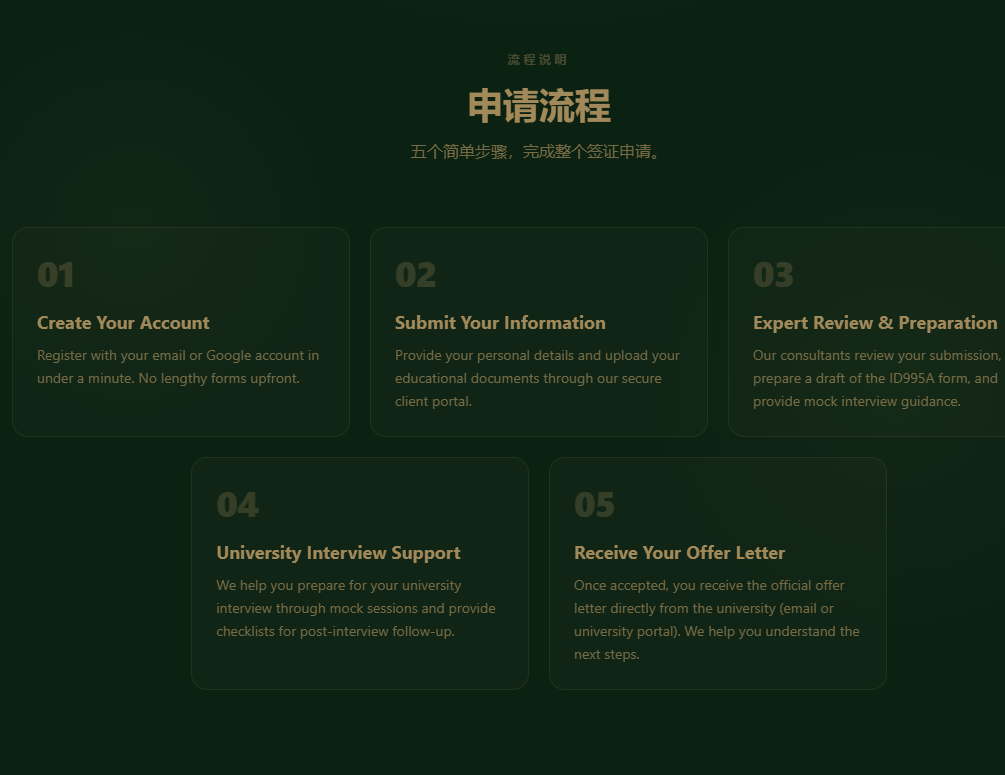 流程说明
申请流程
五个简单步骤，完成整个签证申请。
01
Create Your Account
Register with your email or Google account in
under a minute. No lengthy forms upfront.
02
Submit Your Information
Provide your personal details and upload your
educational documents through our secure
client portal.
03
Expert Review & Preparation
Our consultants review your submission,
prepare a draft of the ID995A form, and
provide mock interview guidance.
04
University Interview Support
We help you prepare for your university
interview through mock sessions and provide
checklists for post-interview follow-up.
05
Receive Your Offer Letter
Once accepted, you receive the official offer
letter directly from the university (email or
university portal). We help you understand the
next steps.